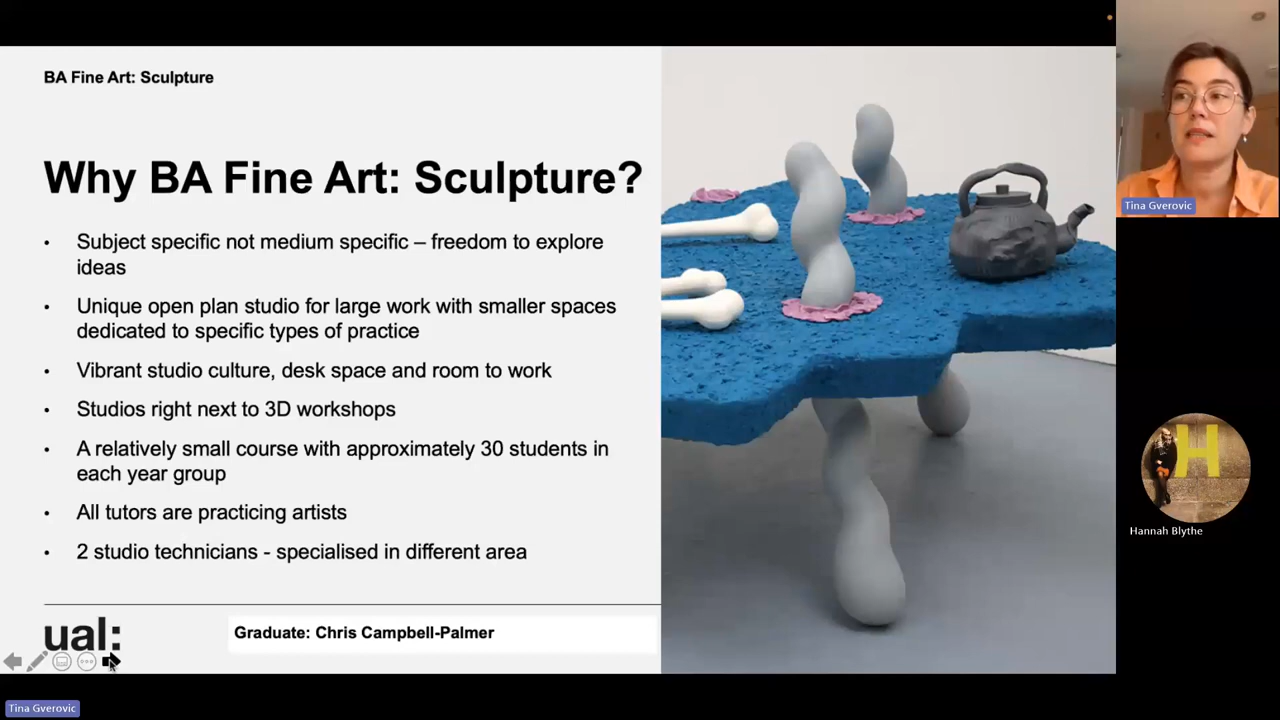 BA Fine Art: Sculpture
Why BA Fine Art: Sculpture?
• Subject specific not medium specific – freedom to explore
ideas
• Unique open plan studio for large work with smaller spaces
dedicated to specific types of practice
• Vibrant studio culture, desk space and room to work
• Studios right next to 3D workshops
• A relatively small course with approximately 30 students in
each year group
• All tutors are practicing artists
• 2 studio technicians - specialised in different area
ual:
Graduate: Chris Campbell-Palmer
Tina Gverovic
H
Hannah Blythe
Tina Gverovic